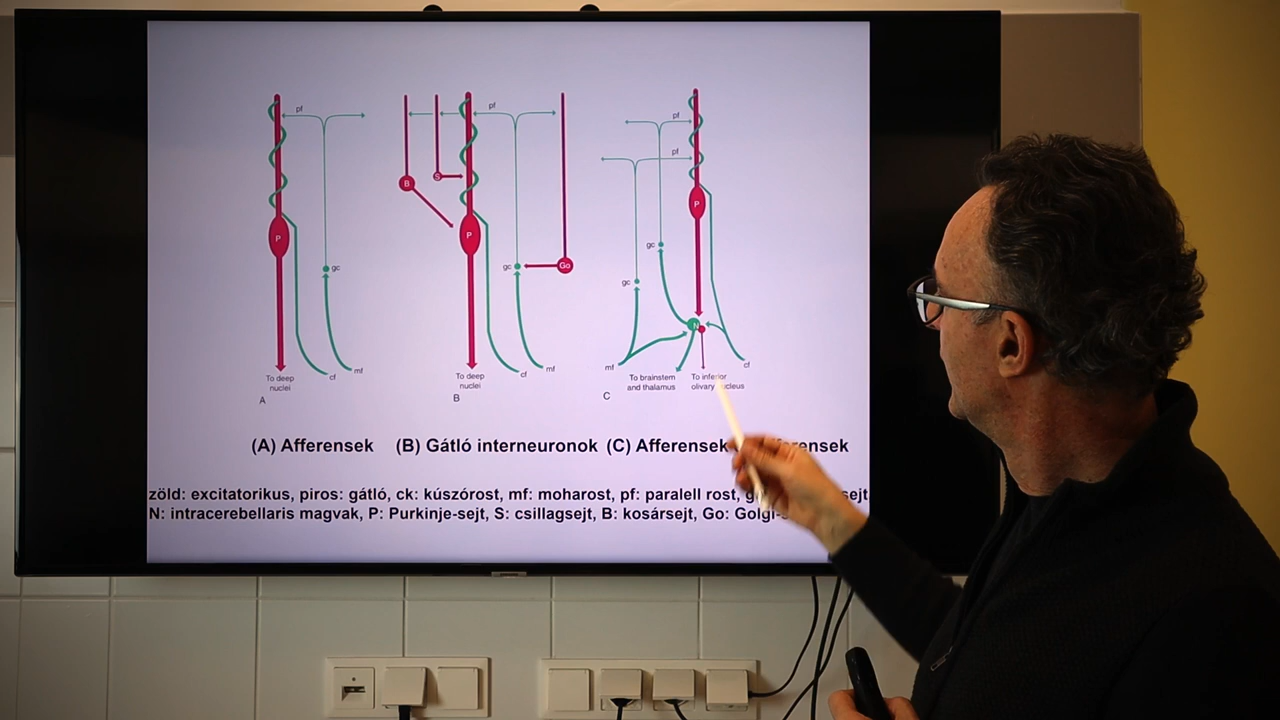 pf
pf
pf
pf
B
S
P
P
P
gc
gc
Go
gc
gc
N
To deep
nuclei
cf
mf
To deep
nuclei
cf
mf
mf
To brainstem
and thalamus
To inferior
olivary nucleus
cf
A
B
C
(A) Afferensek (B) Gátló interneuronok (C) Afferensek
zöld: excitatorikus, piros: gátló, ck: kúszórost, mf: moharost, pf: paralell rost,
N: intracerebellaris magvak, P: Purkinje-sejt, S: csillagsejt, B: kosársejt, Go: Golgi-